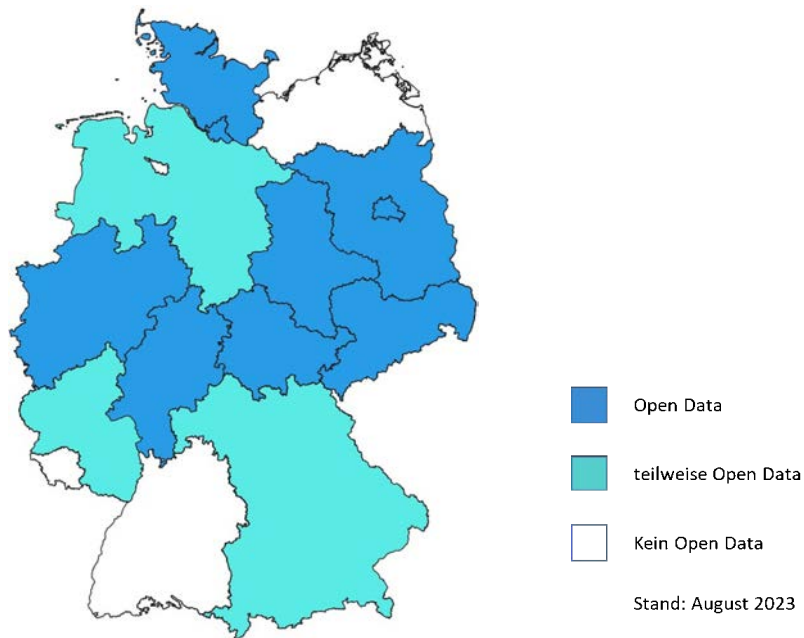 Open Data
teilweise Open Data
Kein Open Data
Stand: August 2023